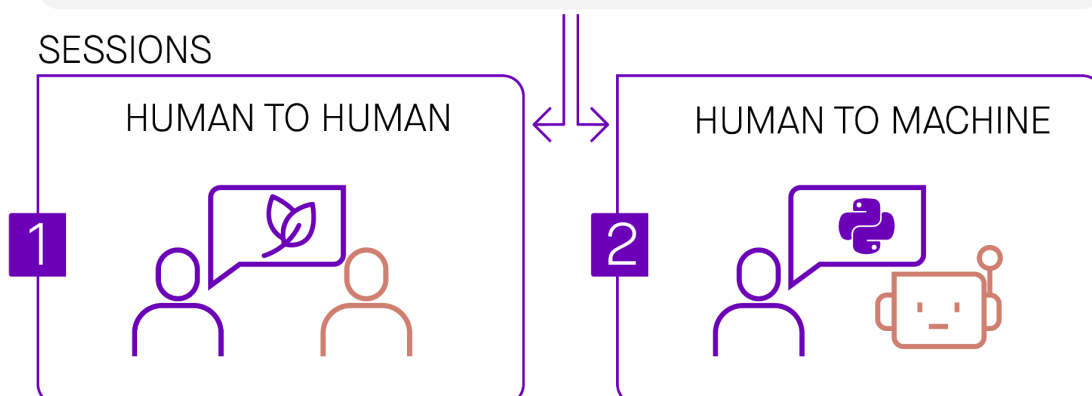 SESSIONS
HUMAN TO HUMAN
1
HUMAN TO MACHINE
2